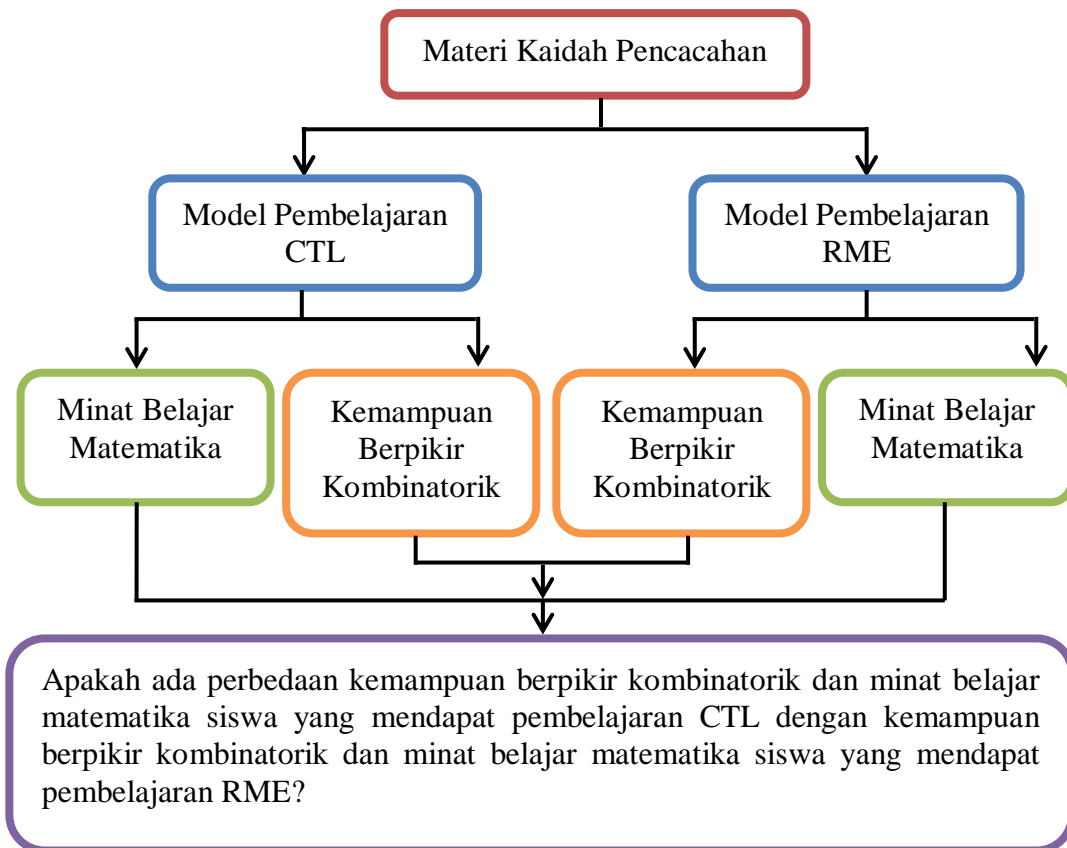 Materi Kaidah Pencacahan
Model Pembelajaran
CTL
Model Pembelajaran
RME
Minat Belajar
Matematika
Kemampuan
Berpikir
Kombinatorik
Kemampuan
Berpikir
Kombinatorik
Minat Belajar
Matematika
Apakah ada perbedaan kemampuan berpikir kombinatorik dan minat belajar
matematika siswa yang mendapat pembelajaran CTL dengan kemampuan
berpikir kombinatorik dan minat belajar matematika siswa yang mendapat
pembelajaran RME?